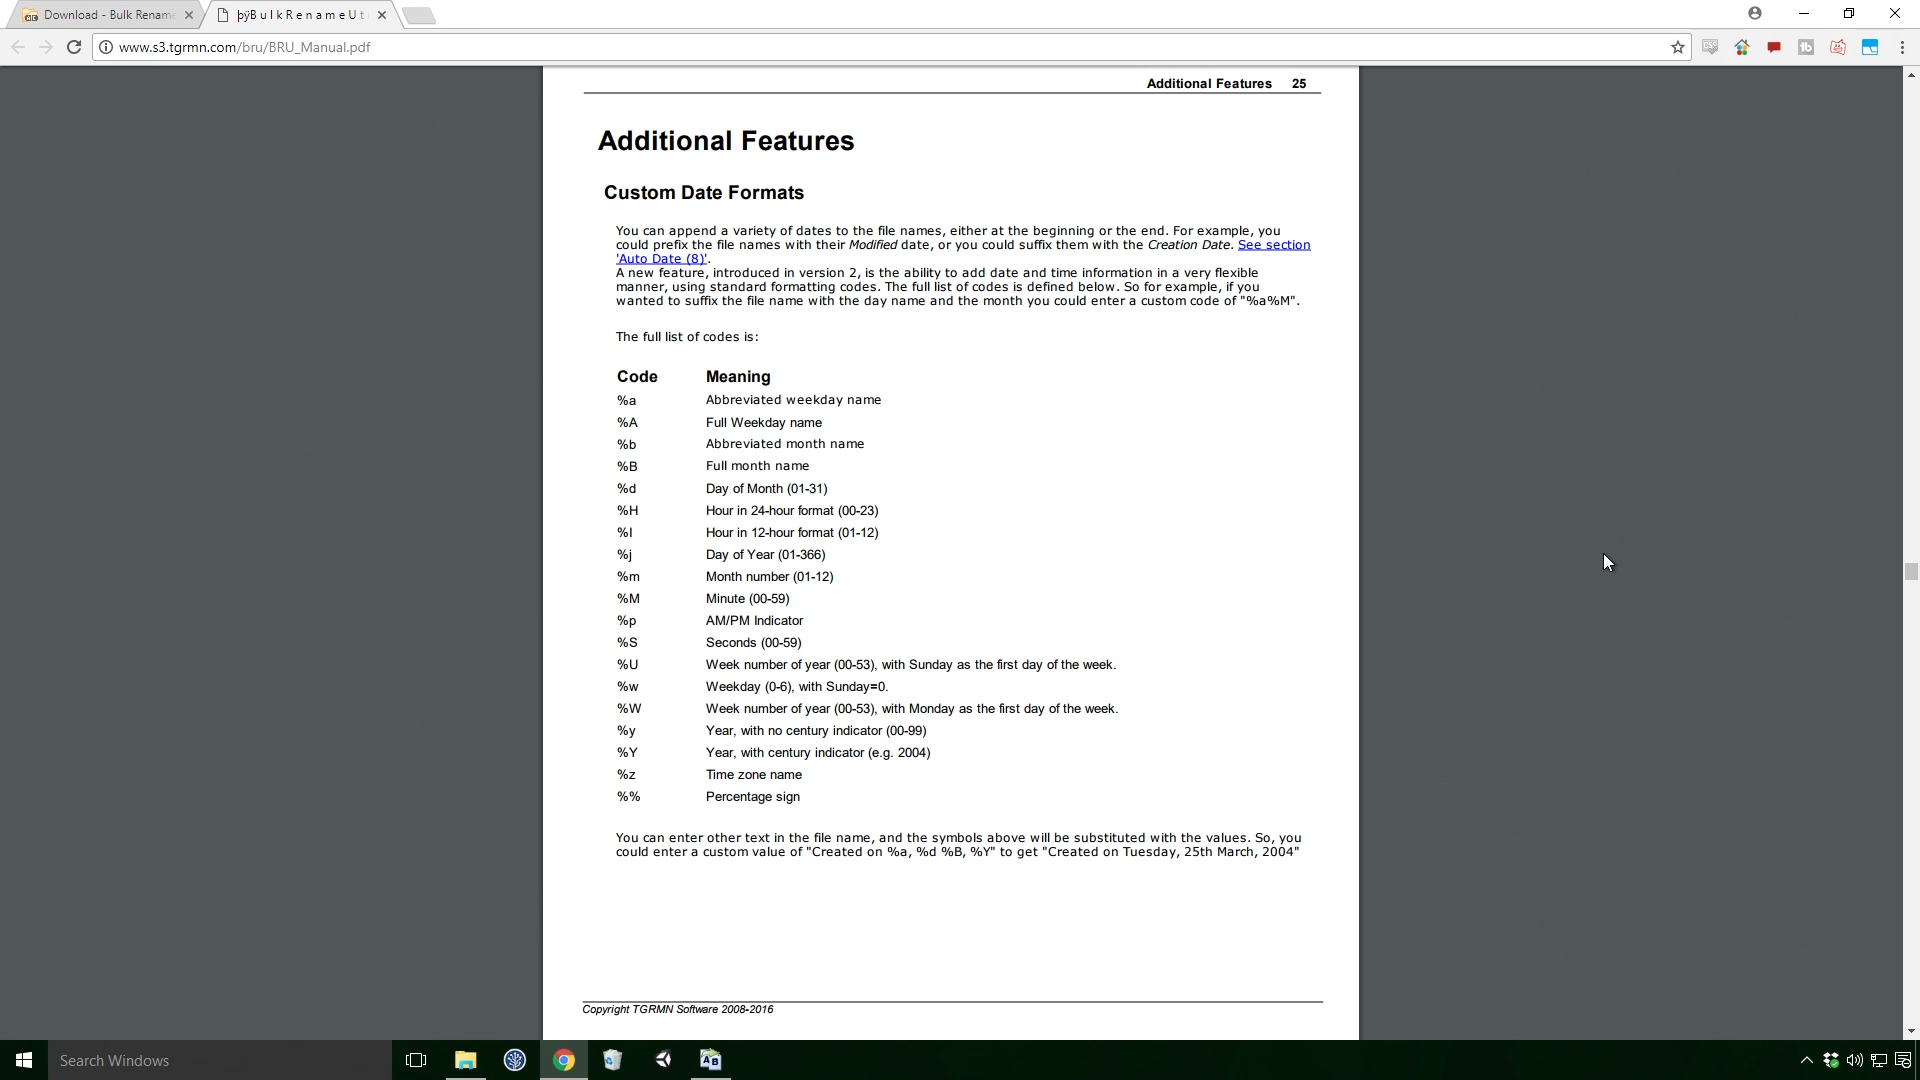 Download - Bulk Rename
þÿB u l k R e n a m e U t
www.s3.tgrmn.com/bru/BRU_Manual.pdf
Additional Features 25
Additional Features
Custom Date Formats
You can append a variety of dates to the file names, either at the beginning or the end. For example, you
could prefix the file names with their Modified date, or you could suffix them with the Creation Date. See section
'Auto Date (8)'.
A new feature, introduced in version 2, is the ability to add date and time information in a very flexible
manner, using standard formatting codes. The full list of codes is defined below. So for example, if you
wanted to suffix the file name with the day name and the month you could enter a custom code of "%a%M".
The full list of codes is:
Code Meaning
%a Abbreviated weekday name
%A Full Weekday name
%b Abbreviated month name
%B Full month name
%d Day of Month (01-31)
%H Hour in 24-hour format (00-23)
%I Hour in 12-hour format (01-12)
%j Day of Year (01-366)
%m Month number (01-12)
%M Minute (00-59)
%p AM/PM Indicator
%S Seconds (00-59)
%U Week number of year (00-53), with Sunday as the first day of the week.
%w Weekday (0-6), with Sunday=0.
%W Week number of year (00-53), with Monday as the first day of the week.
%y Year, with no century indicator (00-99)
%Y Year, with century indicator (e.g. 2004)
%z Time zone name
%% Percentage sign
You can enter other text in the file name, and the symbols above will be substituted with the values. So, you
could enter a custom value of "Created on %a, %d %B, %Y" to get "Created on Tuesday, 25th March, 2004"
Copyright TGRMN Software 2008-2016
Search Windows